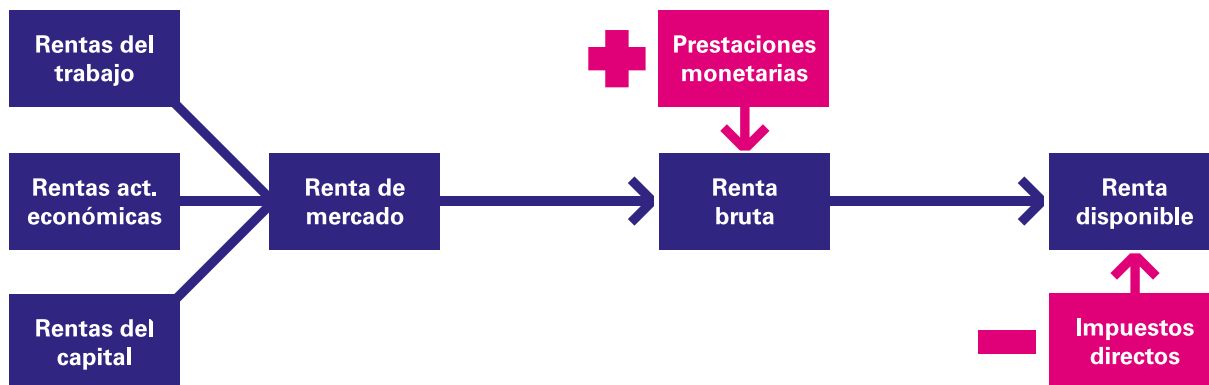 Rentas del
trabajo
Prestaciones
monetarias
Rentas act.
económicas
Renta de
mercado
Renta
bruta
Renta
disponible
Rentas del
capital
Impuestos
directos